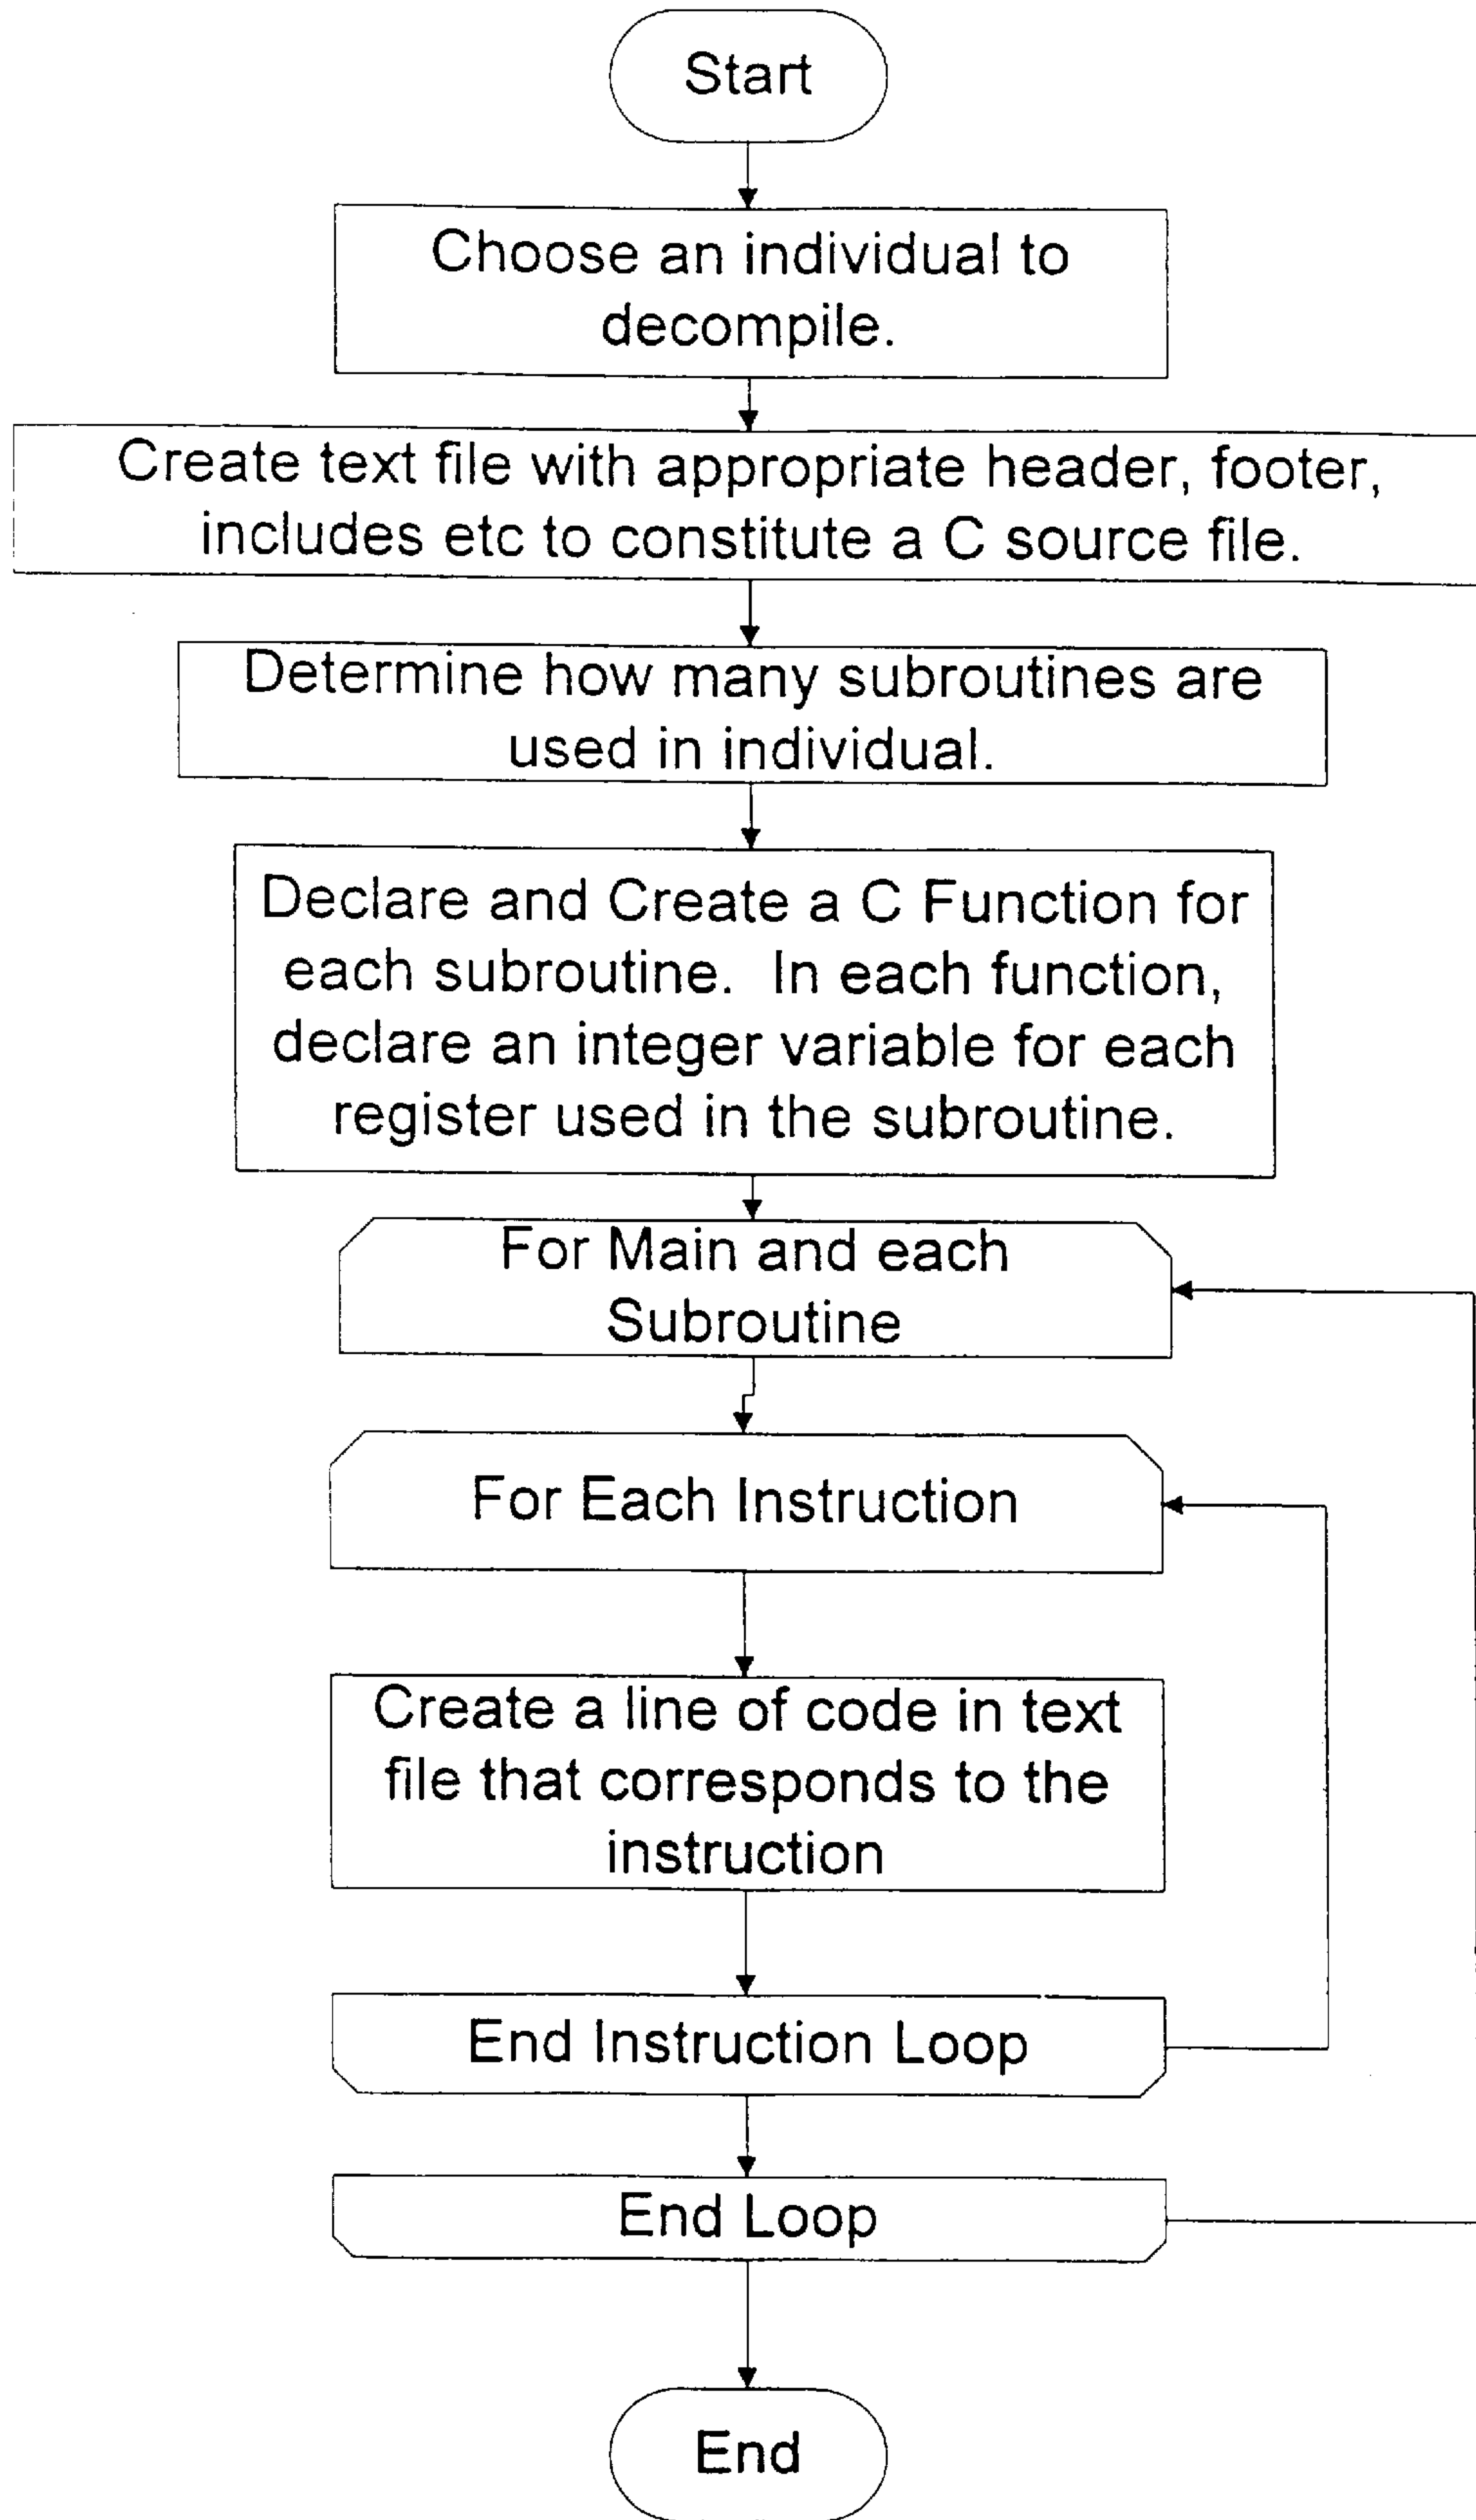 Start
Choose an individual to
decompile.
Create text file with appropriate header, footer,
includes etc to constitute a C source file.
Determine how many subroutines are
used in individual.
Declare and Create a C Function for
each subroutine.  In each function,
declare an integer variable for each
register used in the subroutine.
For Main and each
Subroutine
For Each Instruction
Create a line of code in text
file that corresponds to the
instruction
End Instruction Loop
End Loop
End